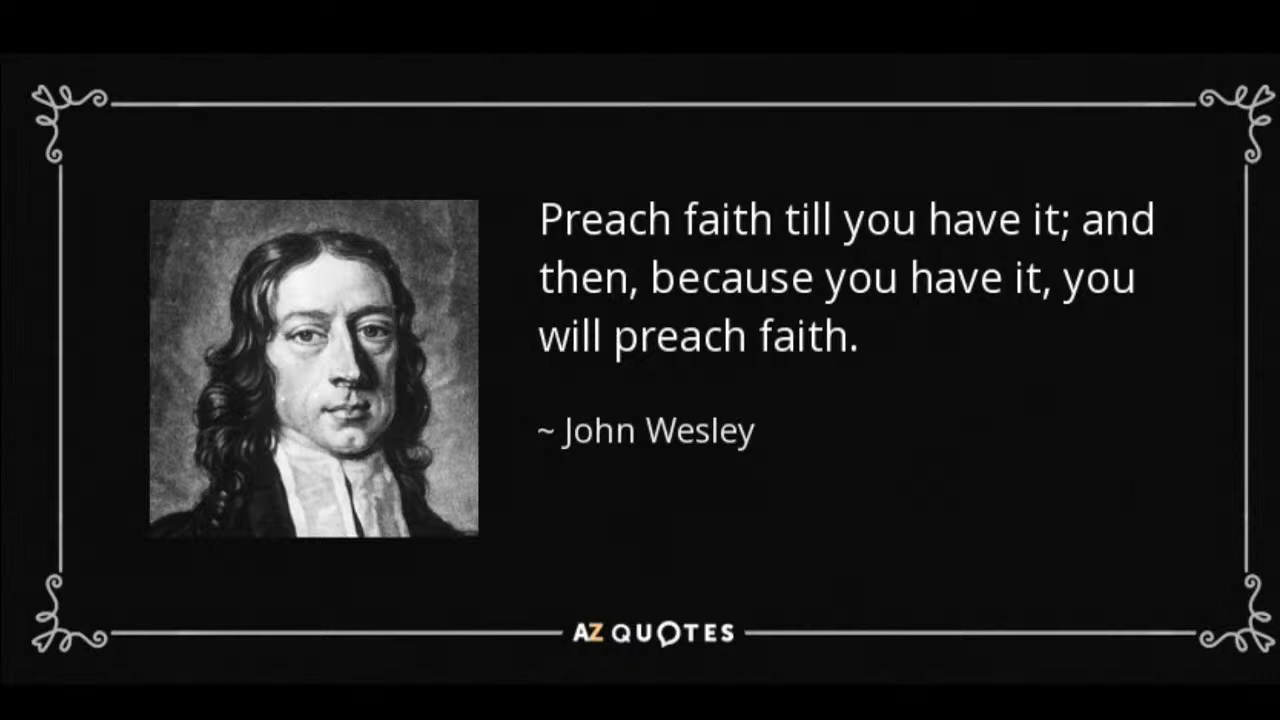 Preach faith till you have it; and
then, because you have it, you
will preach faith.
~ John Wesley
AZ QUOTES